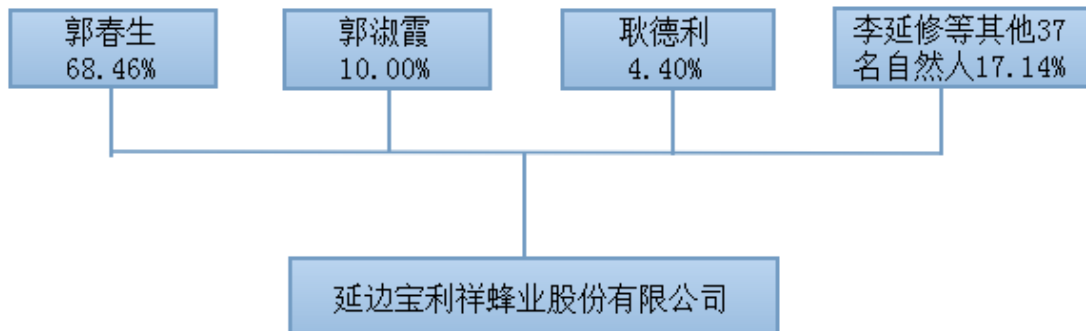 郭春生
68.46%
郭淑霞
10.00%
耿德利
4.40%
李延修等其他37
名自然人17.14%
延边宝利祥蜂业股份有限公司